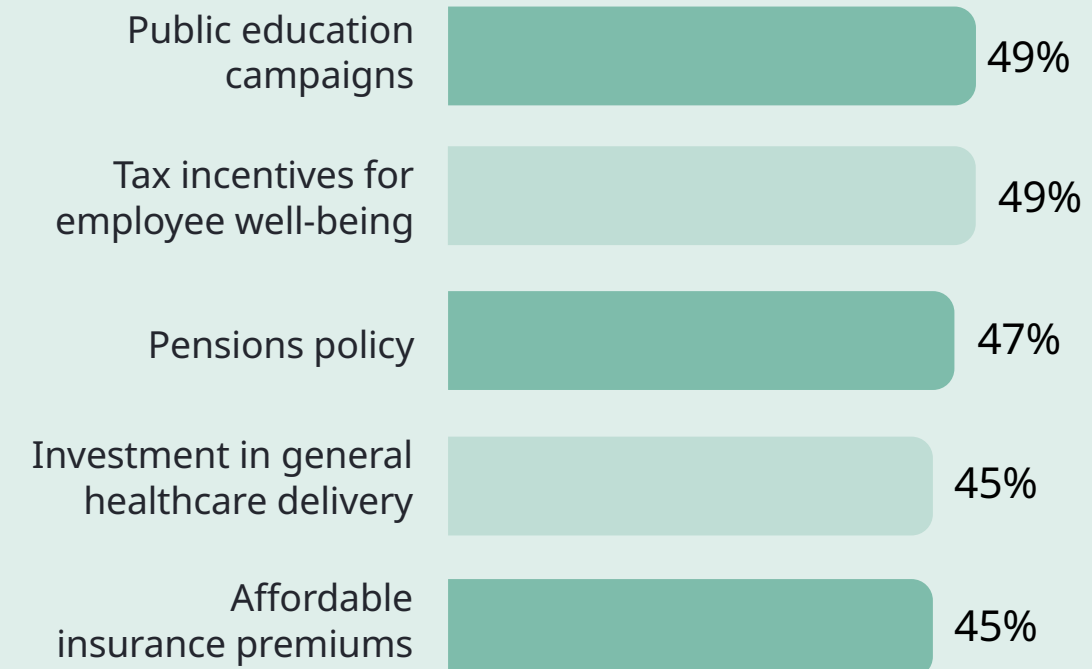 Public education
campaigns
49%
Tax incentives for
employee well-being
49%
Pensions policy
47%
Investment in general
healthcare delivery
45%
Affordable
insurance premiums
45%